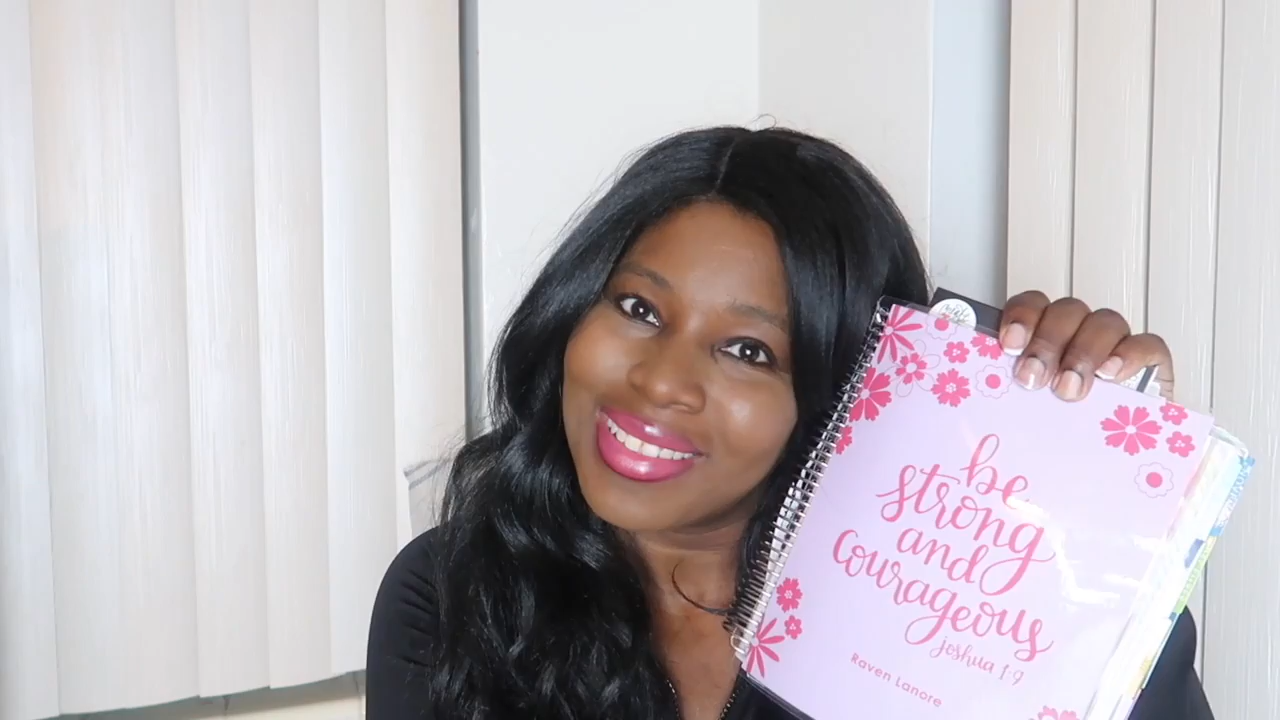 be
strong
and
courageous
joshua 1:9
Raven Lanore